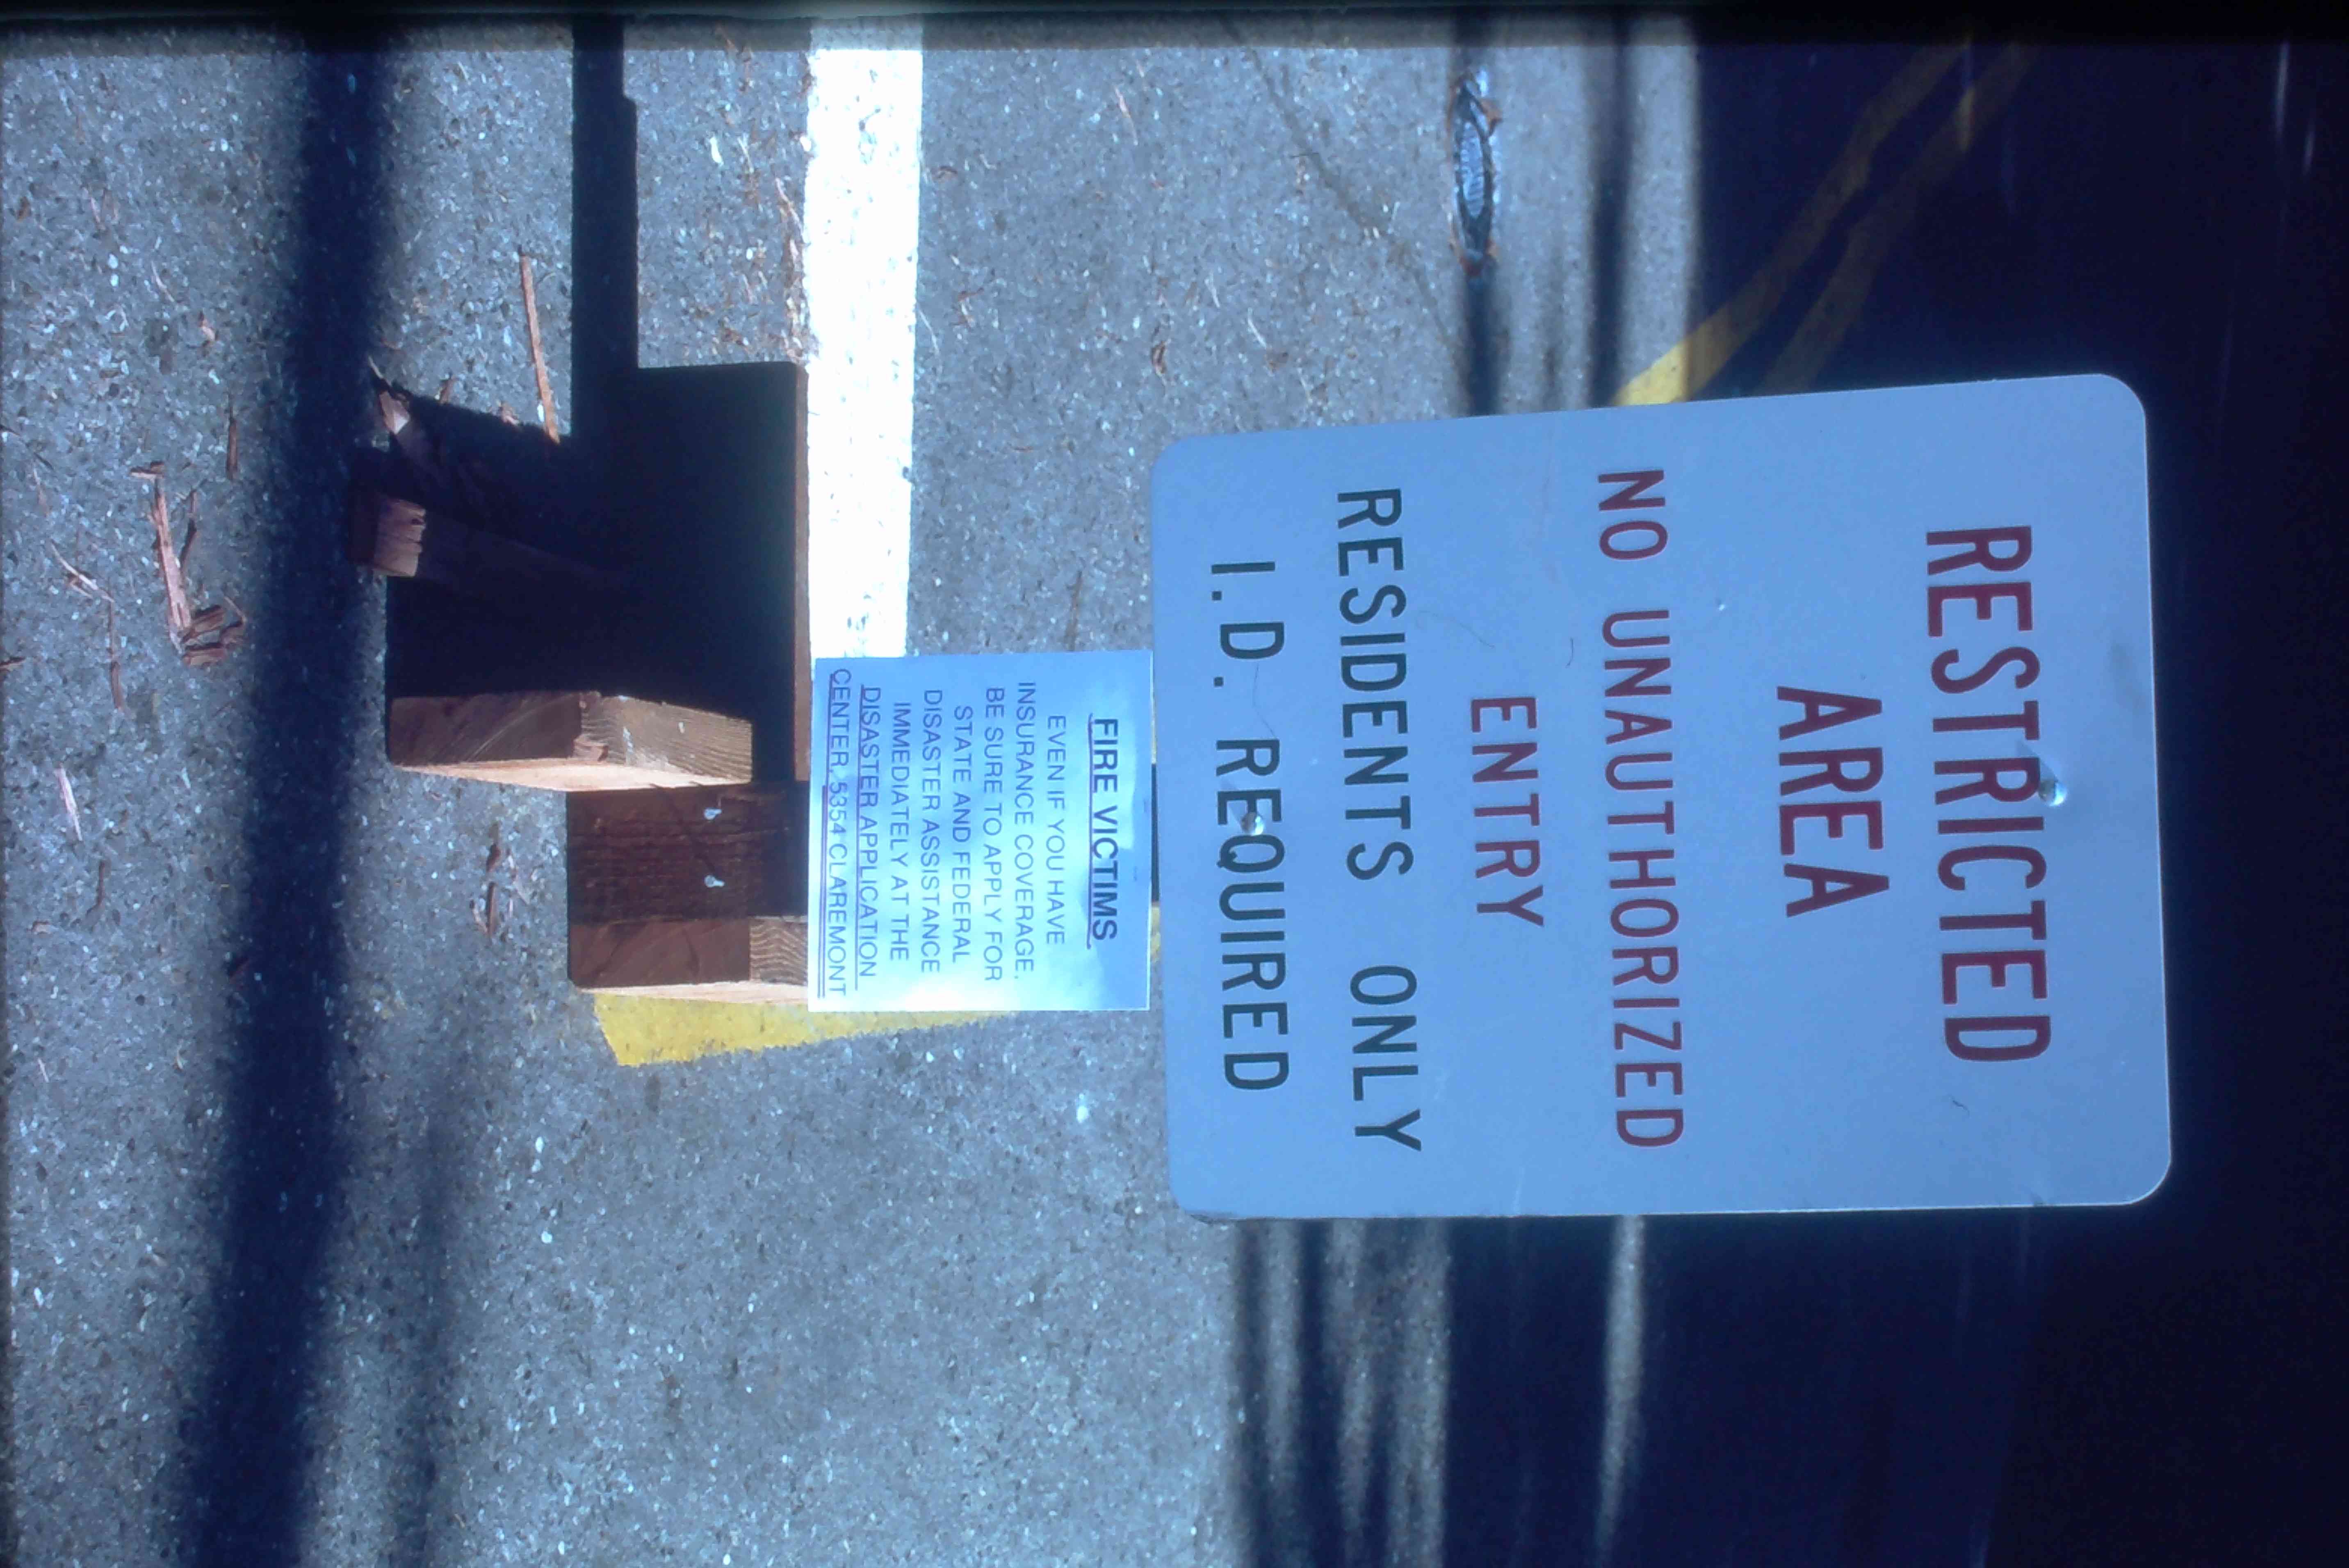 RESTRICTED
AREA
NO UNAUTHORIZED
ENTRY
RESIDENTS ONLY
I.D. REQUIRED
FIRE VICTIMS
EVEN IF YOU HAVE
INSURANCE COVERAGE,
BE SURE TO APPLY FOR
STATE AND FEDERAL
DISASTER ASSISTANCE
IMMEDIATELY AT THE
DISASTER APPLICATION
CENTER, 5354 CLAREMONT